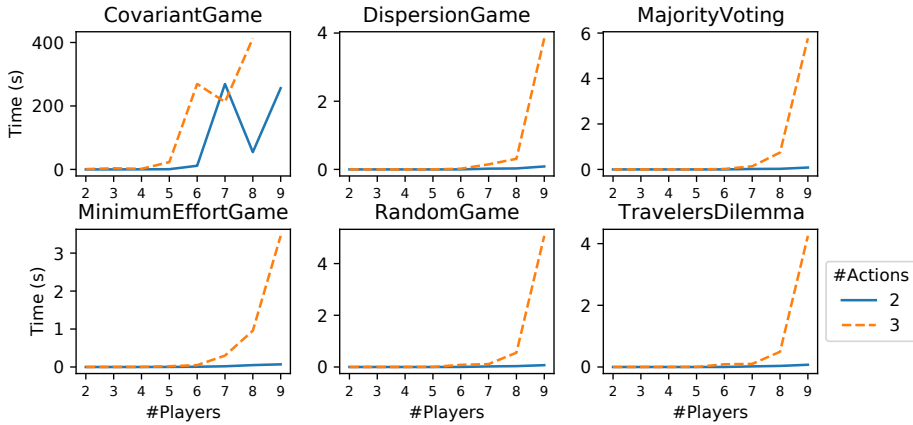 CovariantGame
DispersionGame
MajorityVoting
400
200
0
Time (s)
2 3 4 5 6 7 8 9
4
2
0
2 3 4 5 6 7 8 9
6
4
2
0
2 3 4 5 6 7 8 9
MinimumEffortGame
RandomGame
TravelersDilemma
3
2
1
0
Time (s)
2 3 4 5 6 7 8 9
#Players
4
2
0
2 3 4 5 6 7 8 9
#Players
4
2
0
2 3 4 5 6 7 8 9
#Players
#Actions
2
3